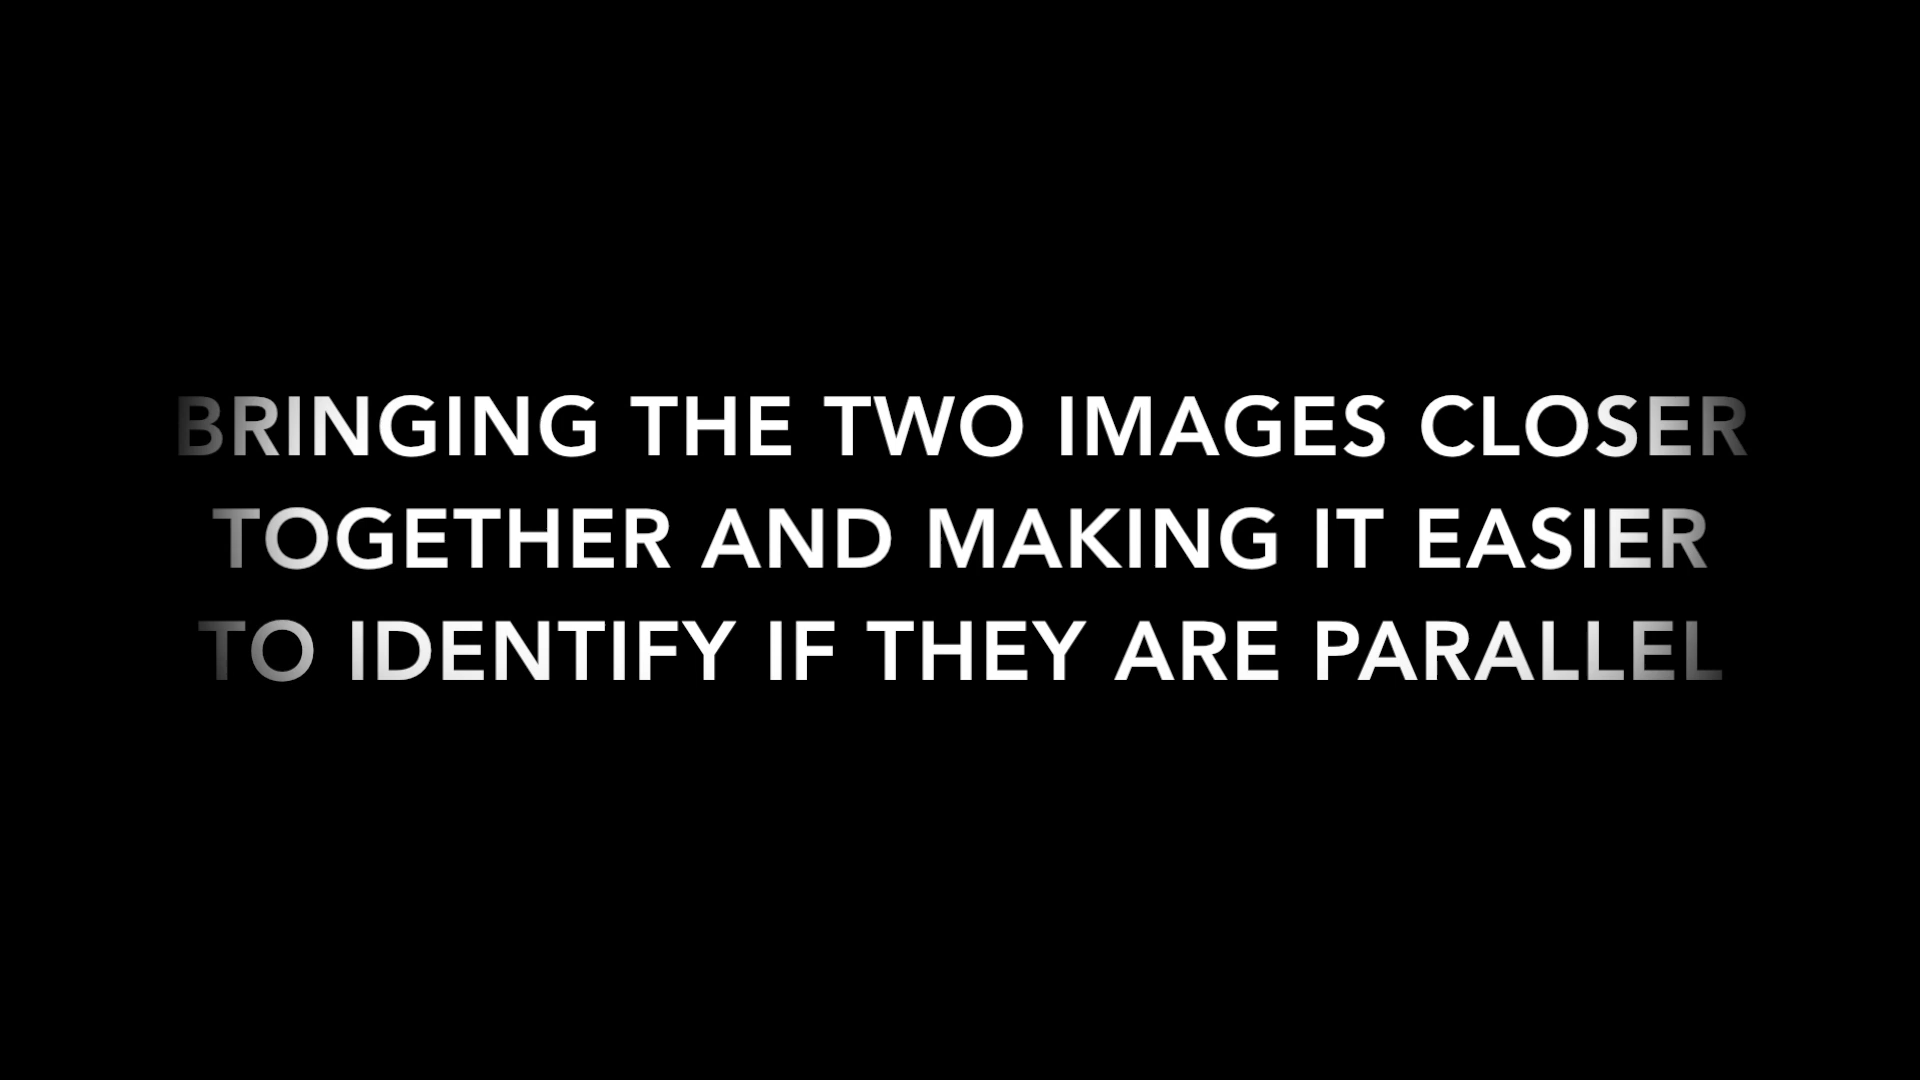 BRINGING THE TWO IMAGES CLOSER
TOGETHER AND MAKING IT EASIER
TO IDENTIFY IF THEY ARE PARALLEL